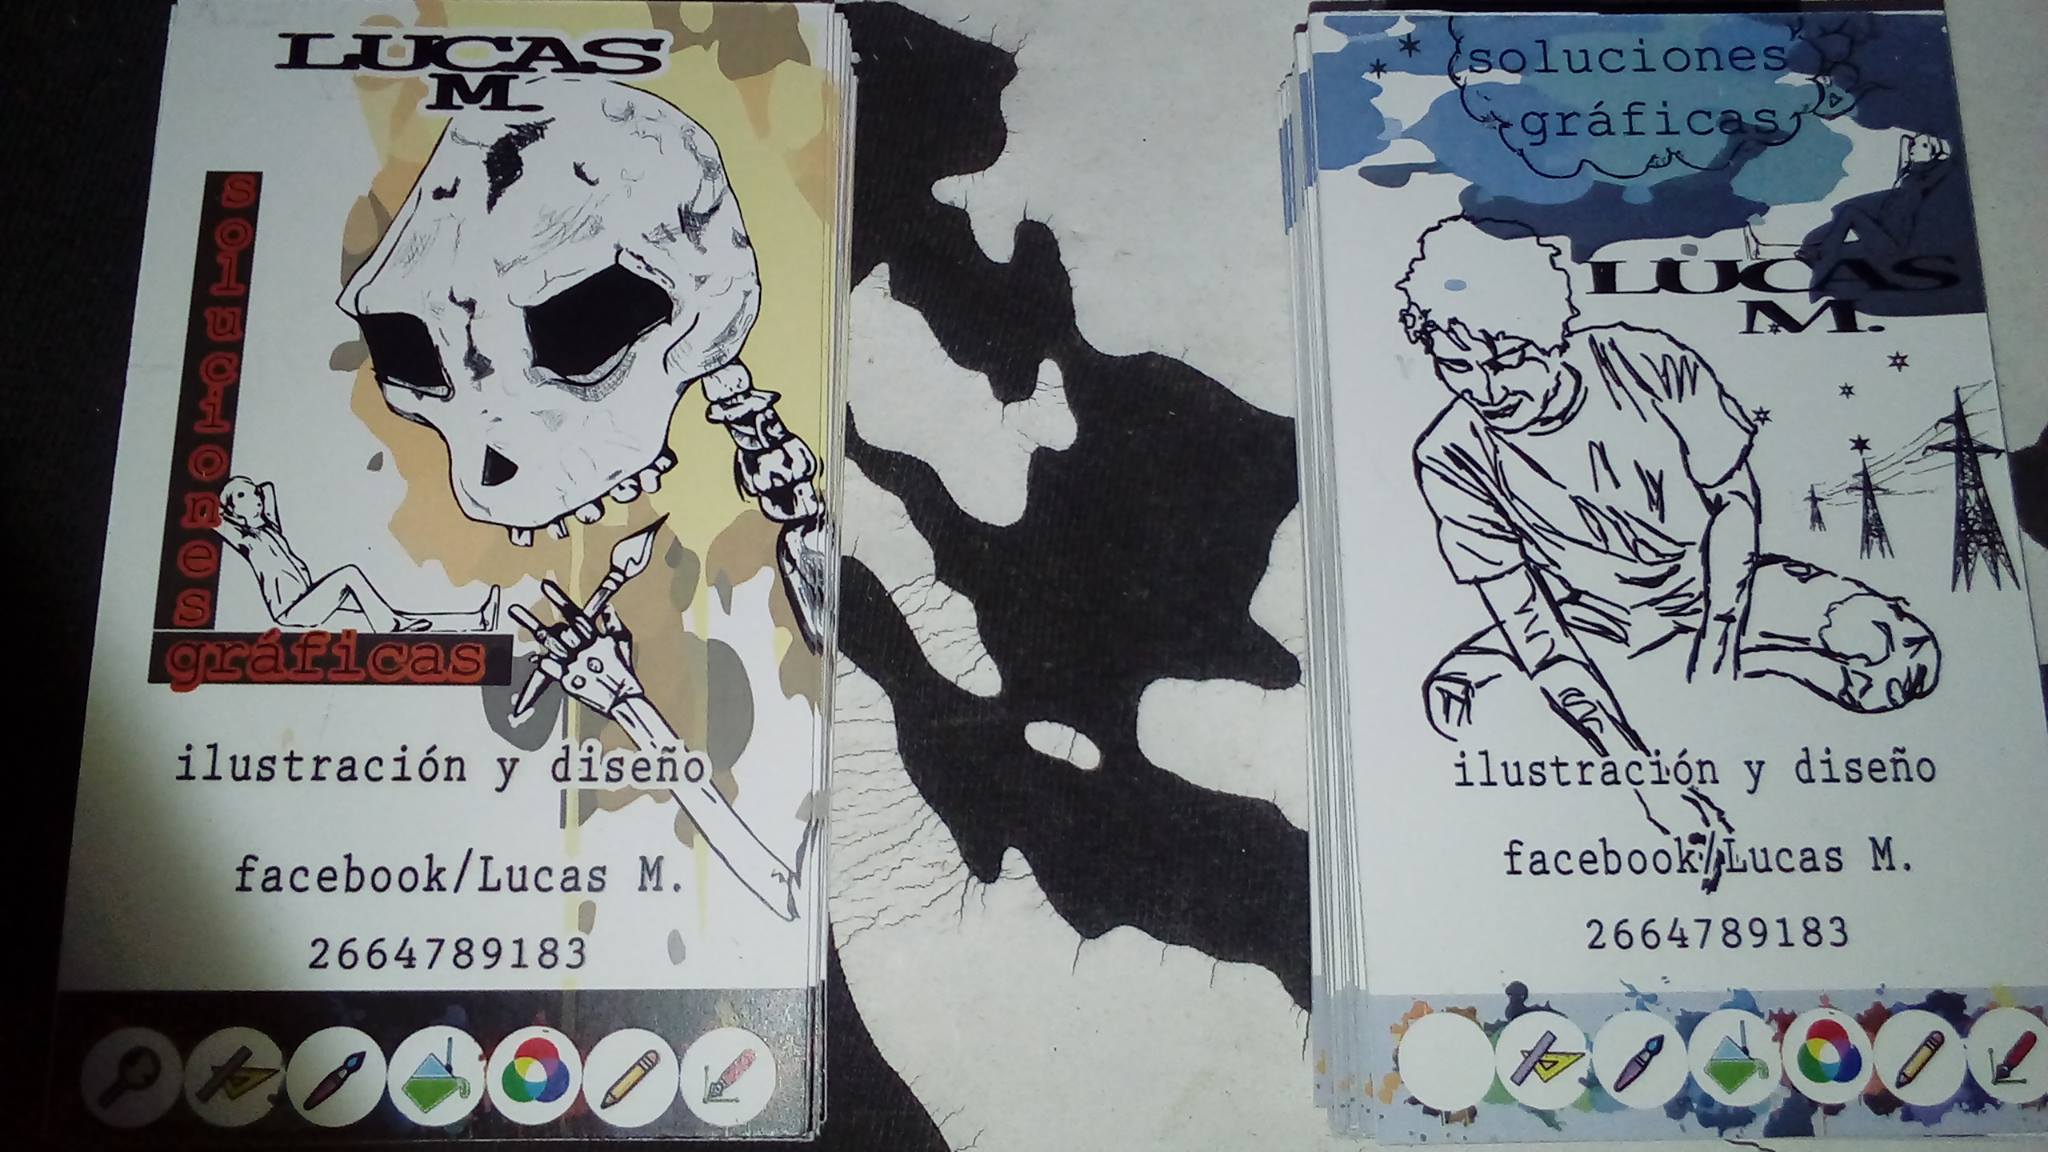 LUCAS
M.
soluciones
gráficas
ilustración y diseño
facebook/Lucas M.
2664789183
soluciones
gráficas
LUCAS
M.
ilustración y diseño
facebook/Lucas M.
2664789183